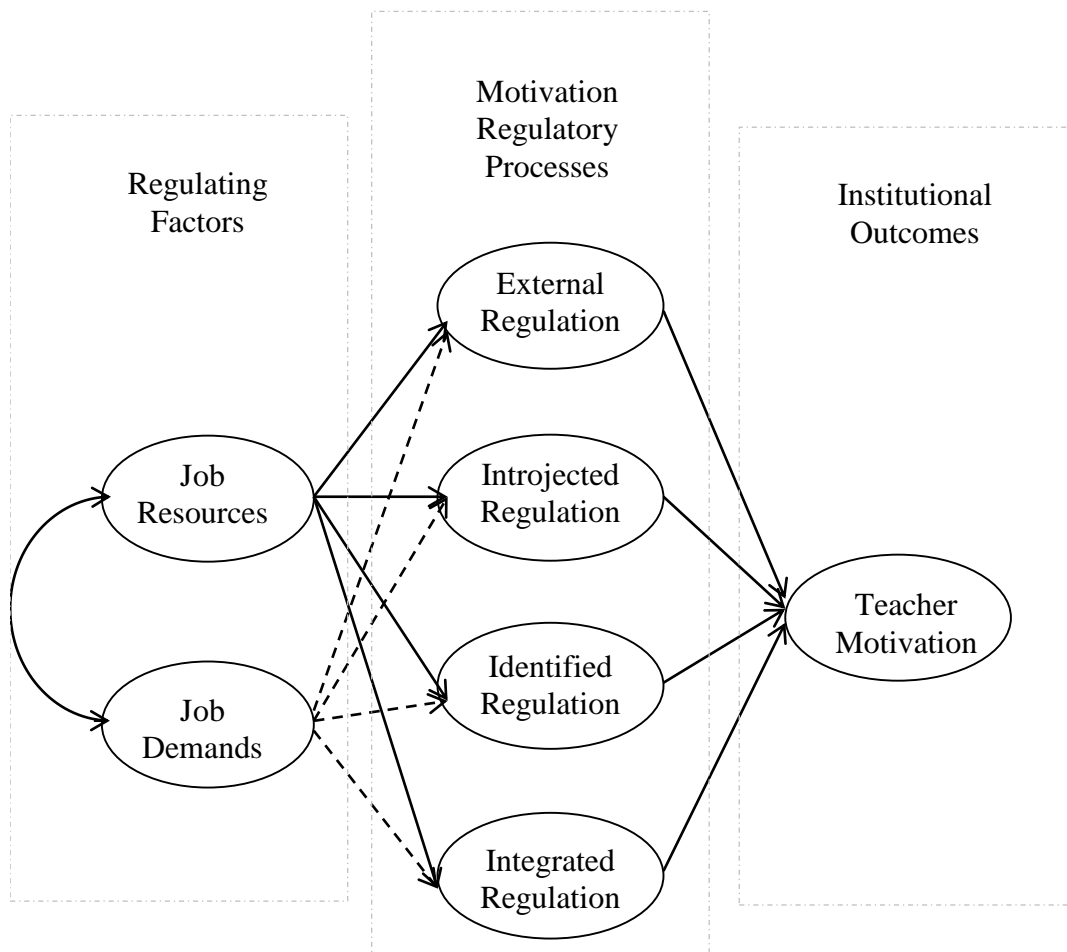 Regulating
Factors
Job
Resources
Job
Demands
Motivation
Regulatory
Processes
External
Regulation
Introjected
Regulation
Identified
Regulation
Integrated
Regulation
Institutional
Outcomes
Teacher
Motivation